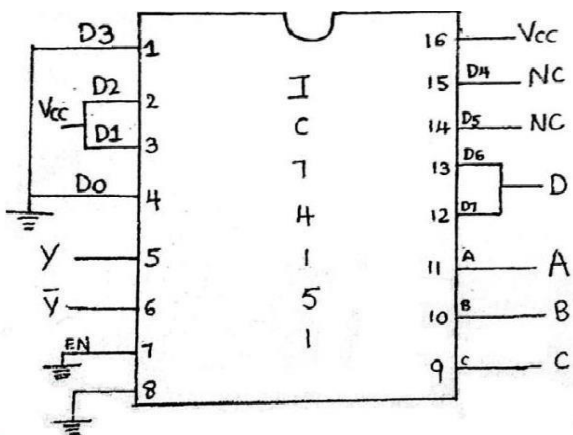 D3 1
D2 2
Vcc
D1 3
D0 4
Y 5
Y̅ 6
EN 7
8
I
C
7
4
1
5
1
16 Vcc
15 D4 NC
14 D5 NC
13 D6
D
12 D7
11 A A
10 B B
9 C C